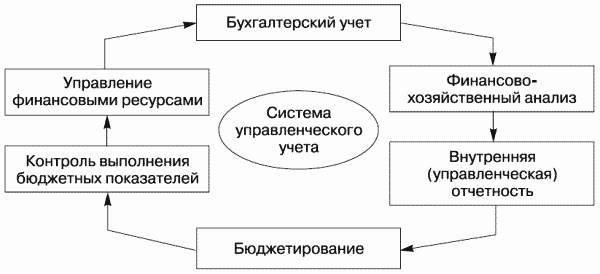 Бухгалтерский учет
Управление
финансовыми ресурсами
Финансово-
хозяйственный анализ
Система
управленческого
учета
Контроль выполнения
бюджетных показателей
Внутренняя
(управленческая)
отчетность
Бюджетирование